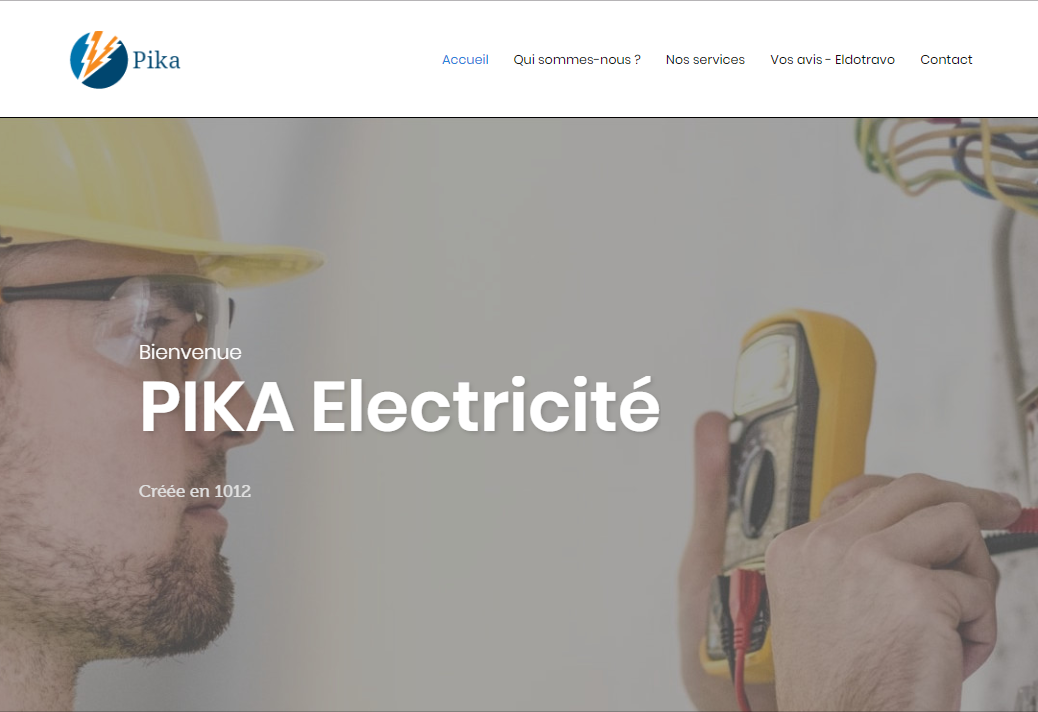 Pika
Accueil Qui sommes-nous ? Nos services Vos avis - Eldotravo Contact
Bienvenue
PIKA Electricité
Créée en 1012